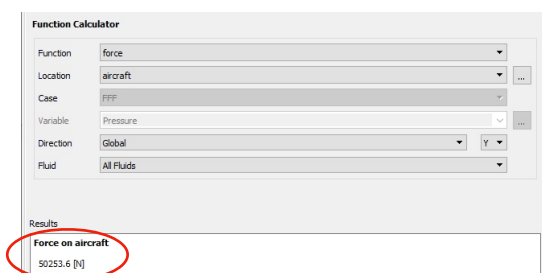 Function Calculator
Function force
Location aircraft ...
Case FFF
Variable Pressure ...
Direction Global Y
Fluid All Fluids
Results
Force on aircraft
50253.6 [N]